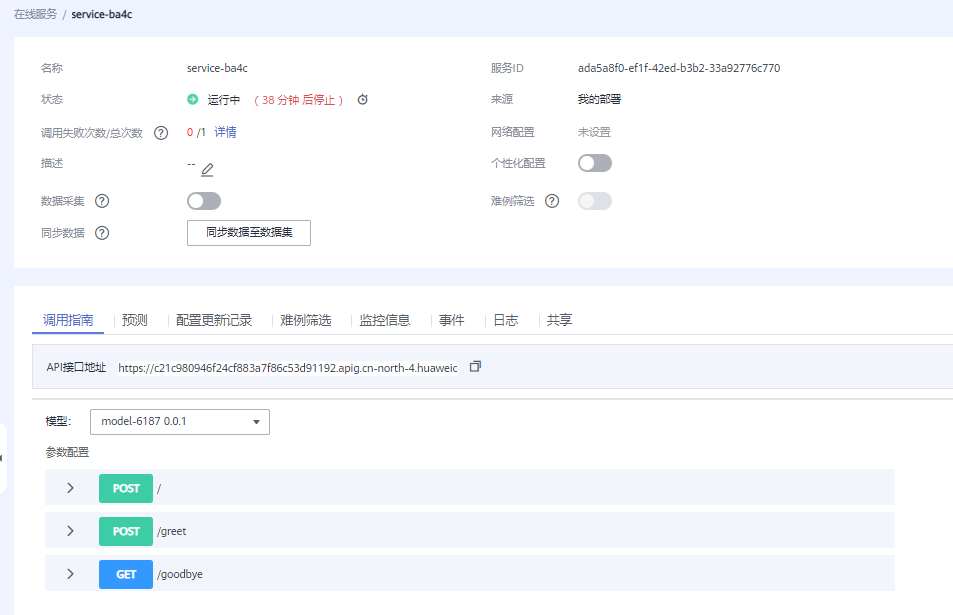 在线服务 / service-ba4c
名称 service-ba4c 服务ID ada5a8f0-ef1f-42ed-b3b2-33a92776c770
状态 运行中 （ 38 分钟 后停止 ） 来源 我的部署
调用失败次数/总次数 ? 0 /1 详情 网络配置 未设置
描述 -- 个性化配置
数据采集 ? 难例筛选 ?
同步数据 ? 同步数据至数据集
调用指南 预测 配置更新记录 难例筛选 监控信息 事件 日志 共享
API接口地址 https://c21c980946f24cf883a7f86c53d91192.apig.cn-north-4.huaweic
模型： model-6187 0.0.1
参数配置
POST /
POST /greet
GET /goodbye